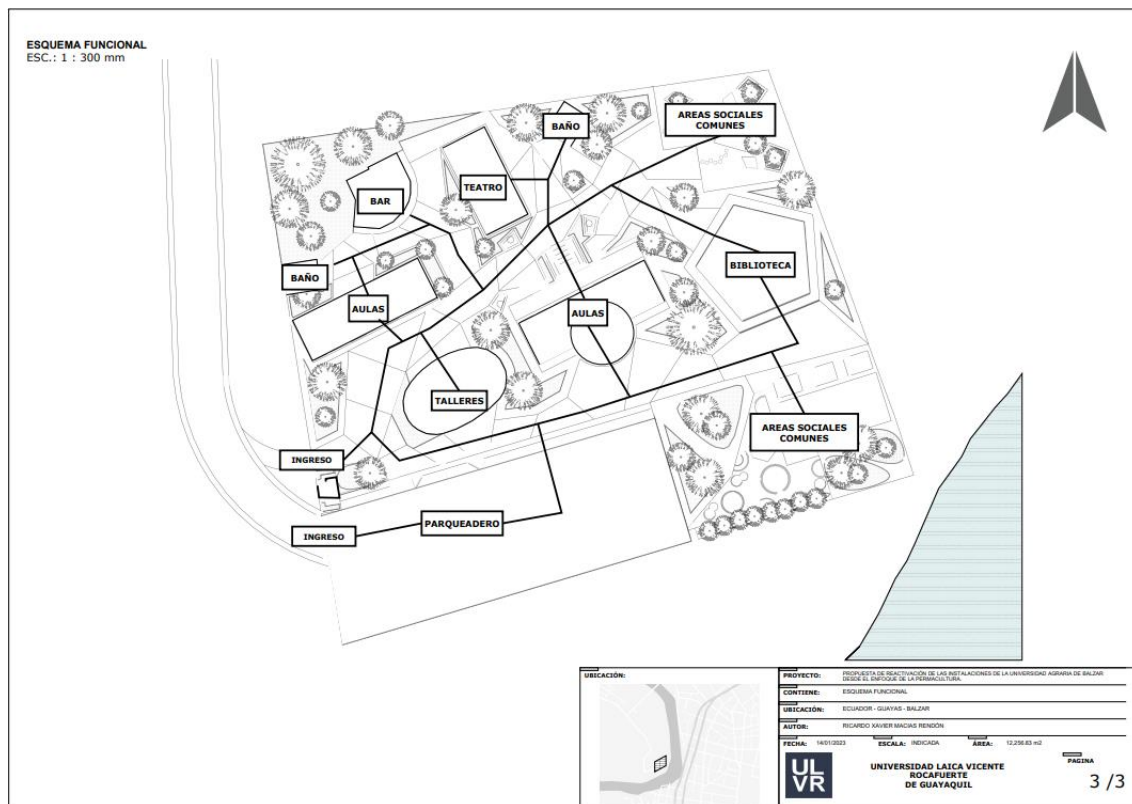 ESQUEMA FUNCIONAL
ESC.: 1 : 300 mm
BAÑO
AREAS SOCIALES
COMUNES
TEATRO
BAR
BIBLIOTECA
BAÑO
AULAS
AULAS
TALLERES
AREAS SOCIALES
COMUNES
INGRESO
PARQUEADERO
INGRESO
UBICACIÓN:
PROYECTO: PROPUESTA DE REACTIVACIÓN DE LAS INSTALACIONES DE LA UNIVERSIDAD AGRARIA DE BALZAR
DESDE EL ENFOQUE DE LA PERMACULTURA.
CONTIENE: ESQUEMA FUNCIONAL
UBICACIÓN: ECUADOR - GUAYAS - BALZAR
AUTOR: RICARDO XAVIER MACIAS RENDÓN
FECHA: 14/01/2023 ESCALA: INDICADA ÁREA: 12,256.63 m2
UL
VR
UNIVERSIDAD LAICA VICENTE
ROCAFUERTE
DE GUAYAQUIL
PAGINA
3 /3